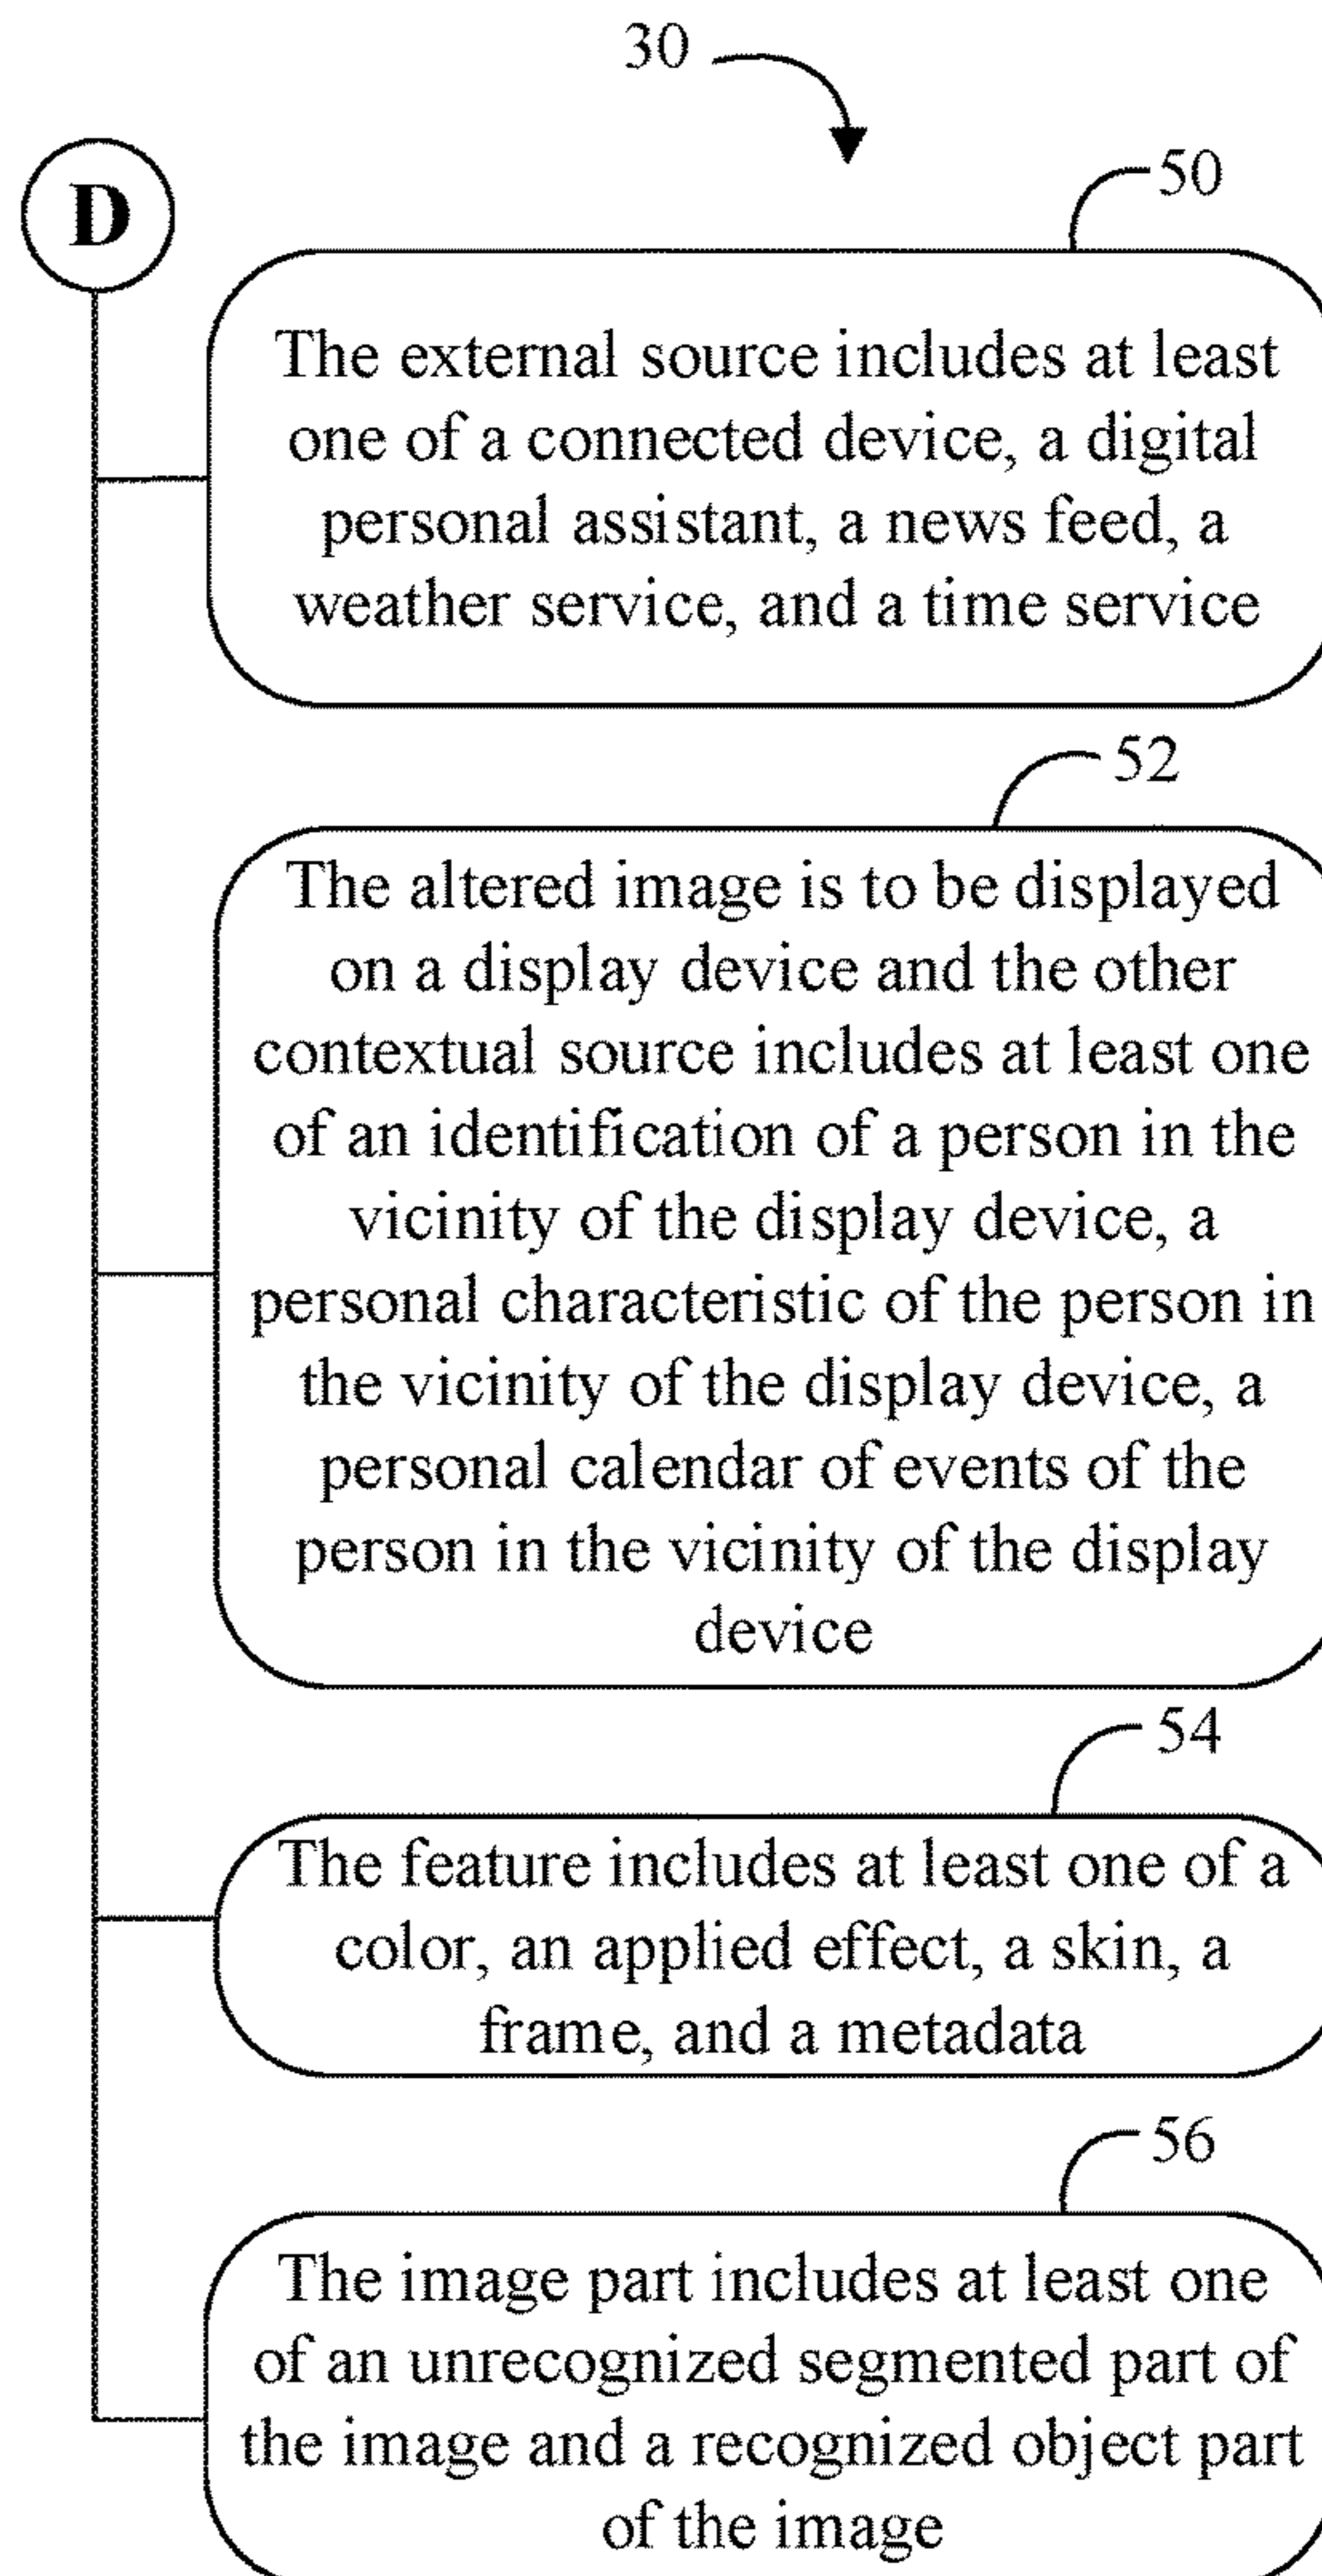 30
D
50
The external source includes at least
one of a connected device, a digital
personal assistant, a news feed, a
weather service, and a time service
52
The altered image is to be displayed
on a display device and the other
contextual source includes at least one
of an identification of a person in the
vicinity of the display device, a
personal characteristic of the person in
the vicinity of the display device, a
personal calendar of events of the
person in the vicinity of the display
device
54
The feature includes at least one of a
color, an applied effect, a skin, a
frame, and a metadata
56
The image part includes at least one
of an unrecognized segmented part of
the image and a recognized object part
of the image